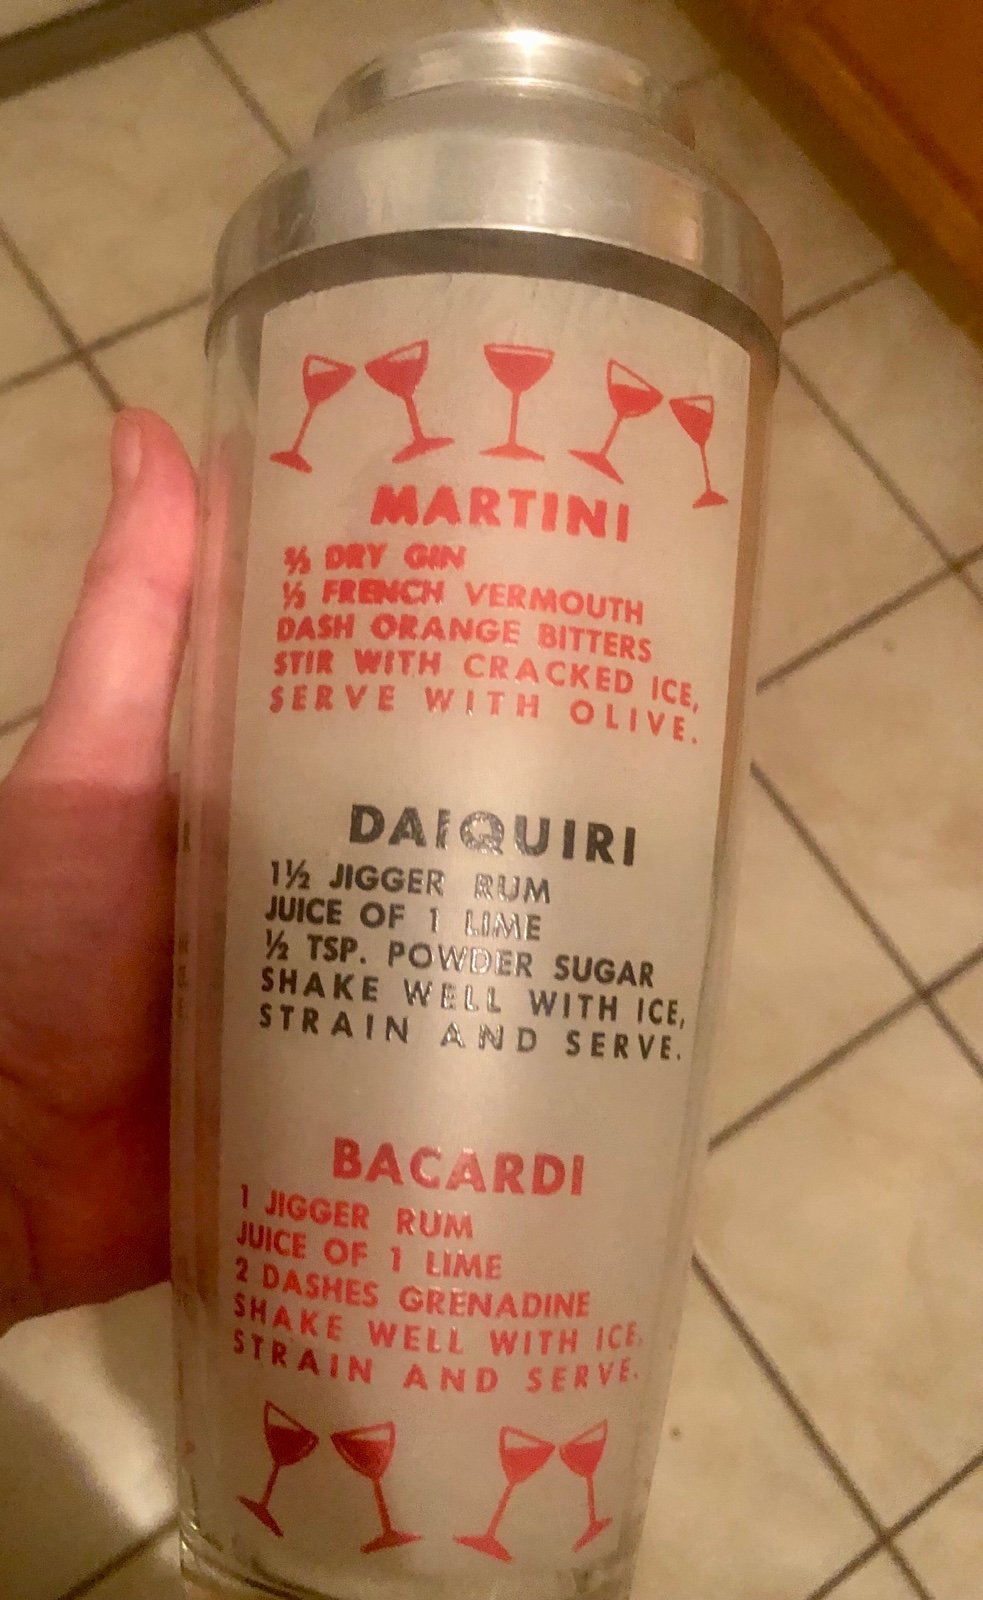 MARTINI
⅔ DRY GIN
⅓ FRENCH VERMOUTH
DASH ORANGE BITTERS
STIR WITH CRACKED ICE,
SERVE WITH OLIVE.
DAIQUIRI
1½ JIGGER RUM
JUICE OF 1 LIME
½ TSP. POWDER SUGAR
SHAKE WELL WITH ICE,
STRAIN AND SERVE.
BACARDI
1 JIGGER RUM
JUICE OF 1 LIME
2 DASHES GRENADINE
SHAKE WELL WITH ICE,
STRAIN AND SERVE.